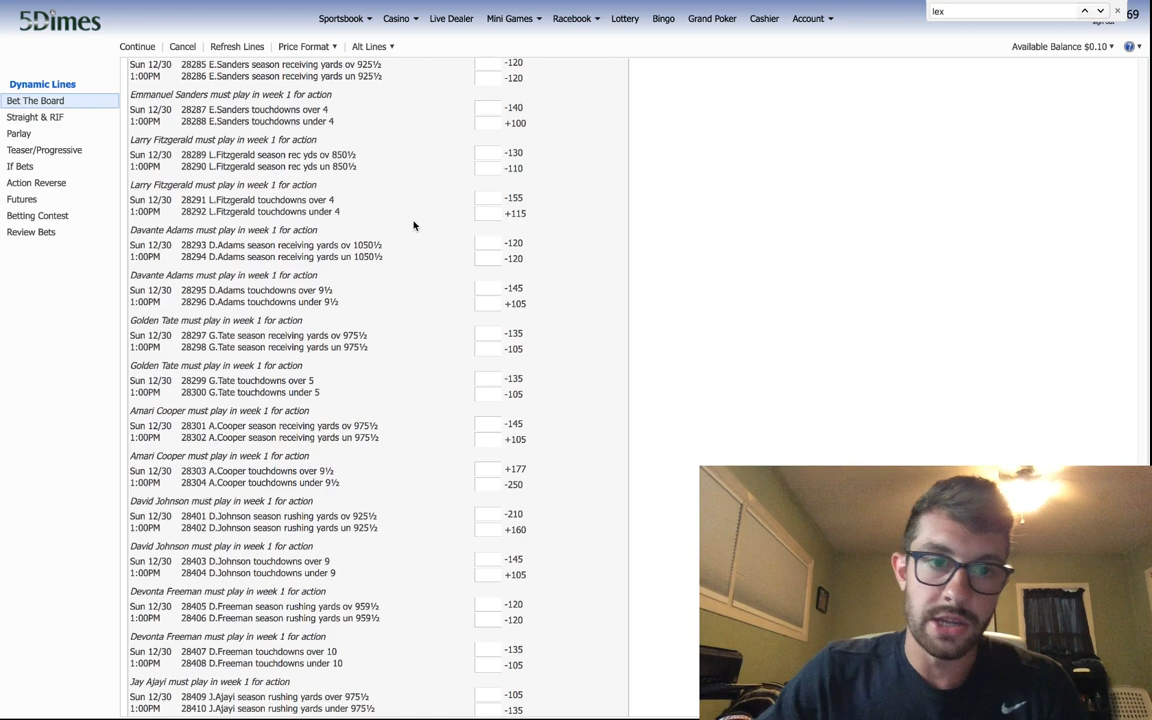 5Dimes
Sportsbook Casino Live Dealer Mini Games Racebook Lottery Bingo Grand Poker Cashier Account
lex
69
Continue Cancel Refresh Lines Price Format Alt Lines
Available Balance $0.10
Dynamic Lines
Bet The Board
Straight & RIF
Parlay
Teaser/Progressive
If Bets
Action Reverse
Futures
Betting Contest
Review Bets
Sun 12/30 28285 E.Sanders season receiving yards ov 925½ -120
1:00PM 28286 E.Sanders season receiving yards un 925½ -120
Emmanuel Sanders must play in week 1 for action
Sun 12/30 28287 E.Sanders touchdowns over 4 -140
1:00PM 28288 E.Sanders touchdowns under 4 +100
Larry Fitzgerald must play in week 1 for action
Sun 12/30 28289 L.Fitzgerald season rec yds ov 850½ -130
1:00PM 28290 L.Fitzgerald season rec yds un 850½ -110
Larry Fitzgerald must play in week 1 for action
Sun 12/30 28291 L.Fitzgerald touchdowns over 4 -155
1:00PM 28292 L.Fitzgerald touchdowns under 4 +115
Davante Adams must play in week 1 for action
Sun 12/30 28293 D.Adams season receiving yards ov 1050½ -120
1:00PM 28294 D.Adams season receiving yards un 1050½ -120
Davante Adams must play in week 1 for action
Sun 12/30 28295 D.Adams touchdowns over 9½ -145
1:00PM 28296 D.Adams touchdowns under 9½ +105
Golden Tate must play in week 1 for action
Sun 12/30 28297 G.Tate season receiving yards ov 975½ -135
1:00PM 28298 G.Tate season receiving yards un 975½ -105
Golden Tate must play in week 1 for action
Sun 12/30 28299 G.Tate touchdowns over 5 -135
1:00PM 28300 G.Tate touchdowns under 5 -105
Amari Cooper must play in week 1 for action
Sun 12/30 28301 A.Cooper season receiving yards ov 975½ -145
1:00PM 28302 A.Cooper season receiving yards un 975½ +105
Amari Cooper must play in week 1 for action
Sun 12/30 28303 A.Cooper touchdowns over 9½ +177
1:00PM 28304 A.Cooper touchdowns under 9½ -250
David Johnson must play in week 1 for action
Sun 12/30 28401 D.Johnson season rushing yards ov 925½ -210
1:00PM 28402 D.Johnson season rushing yards un 925½ +160
David Johnson must play in week 1 for action
Sun 12/30 28403 D.Johnson touchdowns over 9 -145
1:00PM 28404 D.Johnson touchdowns under 9 +105
Devonta Freeman must play in week 1 for action
Sun 12/30 28405 D.Freeman season rushing yards ov 959½ -120
1:00PM 28406 D.Freeman season rushing yards un 959½ -120
Devonta Freeman must play in week 1 for action
Sun 12/30 28407 D.Freeman touchdowns over 10 -135
1:00PM 28408 D.Freeman touchdowns under 10 -105
Jay Ajayi must play in week 1 for action
Sun 12/30 28409 J.Ajayi season rushing yards over 975½ -105
1:00PM 28410 J.Ajayi season rushing yards under 975½ -135